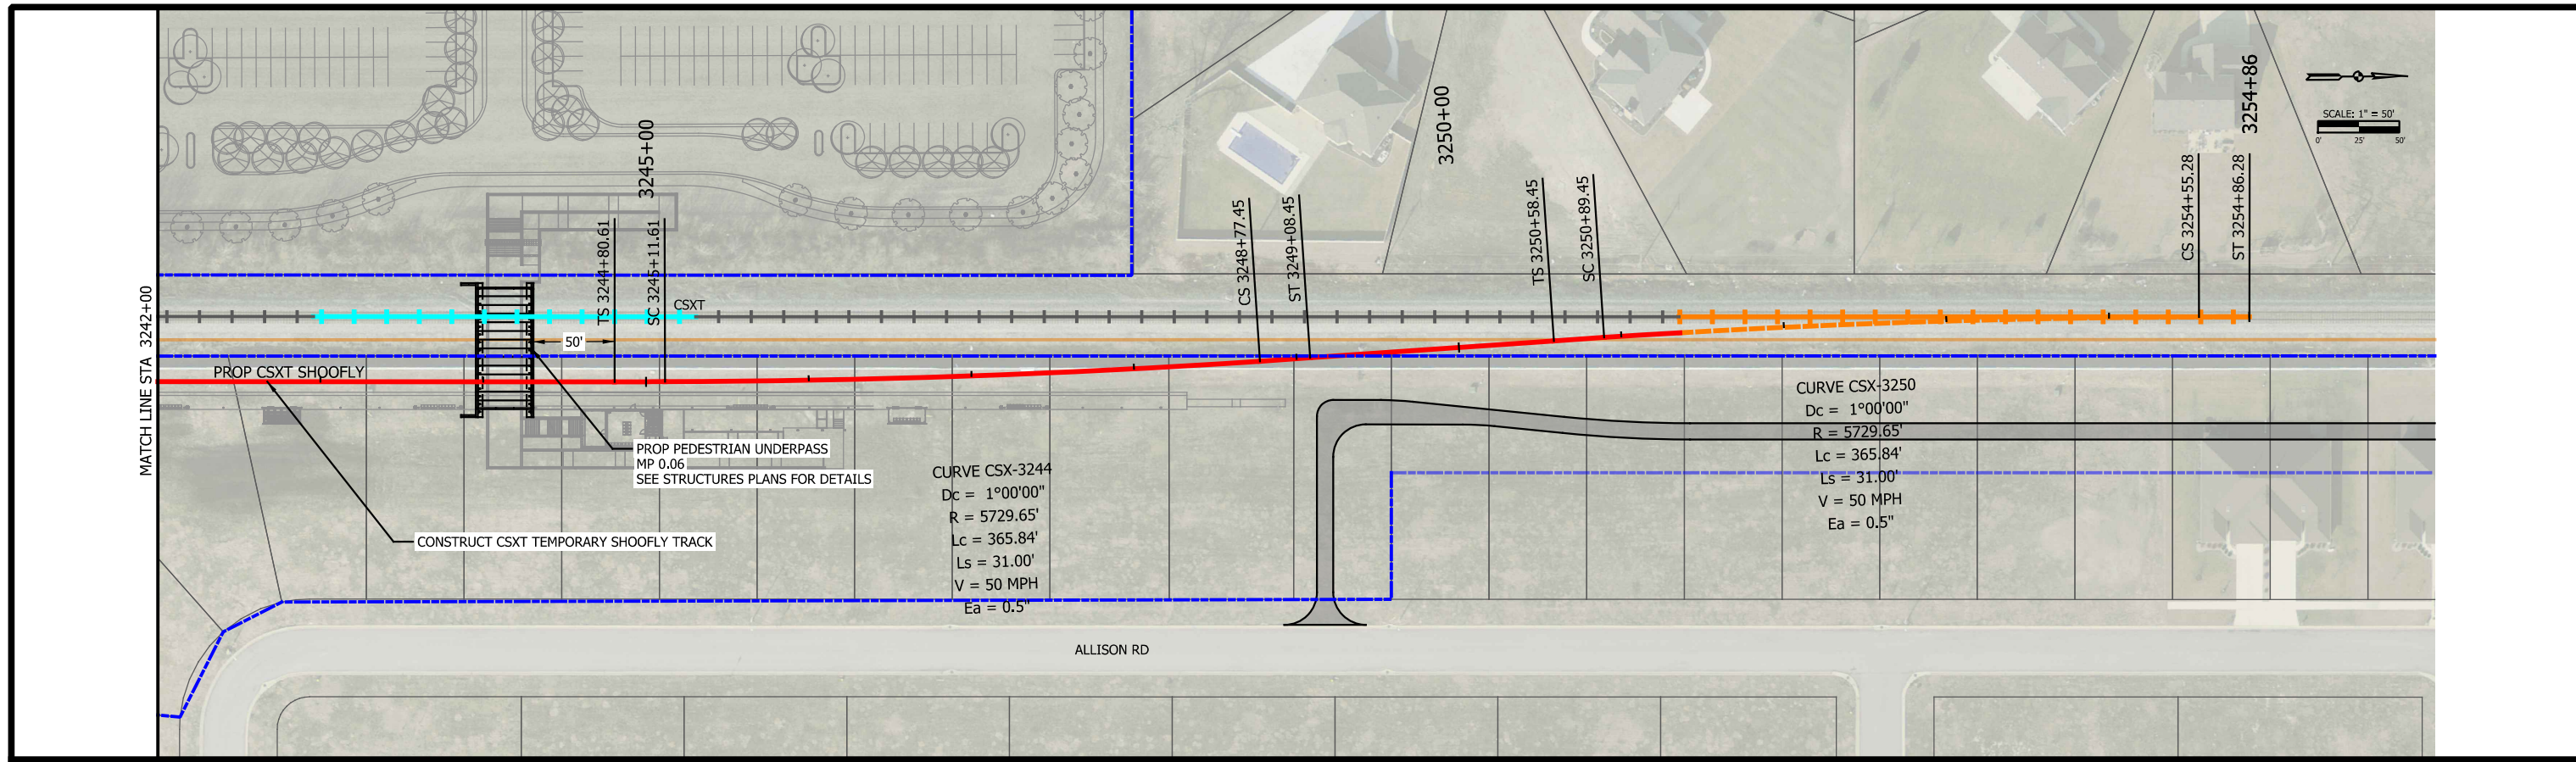 MATCH LINE STA 3242+00
3245+00
3250+00
3254+86
SCALE: 1" = 50'
0' 25' 50'
TS 3244+80.61
SC 3245+11.61
CS 3248+77.45
ST 3249+08.45
TS 3250+58.45
SC 3250+89.45
CS 3254+55.28
ST 3254+86.28
CSXT
50'
PROP CSXT SHOOFLY
PROP PEDESTRIAN UNDERPASS
MP 0.06
SEE STRUCTURES PLANS FOR DETAILS
CONSTRUCT CSXT TEMPORARY SHOOFLY TRACK
CURVE CSX-3244
Dc = 1°00'00"
R = 5729.65'
Lc = 365.84'
Ls = 31.00'
V = 50 MPH
Ea = 0.5"
CURVE CSX-3250
Dc = 1°00'00"
R = 5729.65'
Lc = 365.84'
Ls = 31.00'
V = 50 MPH
Ea = 0.5"
ALLISON RD